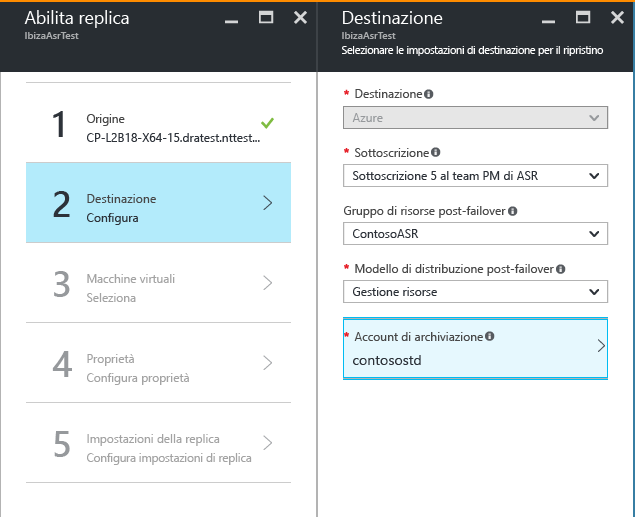 Abilita replica
IbizaAsrTest
1
Origine
CP-L2B18-X64-15.dratest.nttest...
2
Destinazione
Configura
3
Macchine virtuali
Seleziona
4
Proprietà
Configura proprietà
5
Impostazioni della replica
Configura impostazioni di replica
Destinazione
IbizaAsrTest
Selezionare le impostazioni di destinazione per il ripristino
* Destinazione
Azure
* Sottoscrizione
Sottoscrizione 5 al team PM di ASR
Gruppo di risorse post-failover
ContosoASR
* Modello di distribuzione post-failover
Gestione risorse
* Account di archiviazione
contosostd